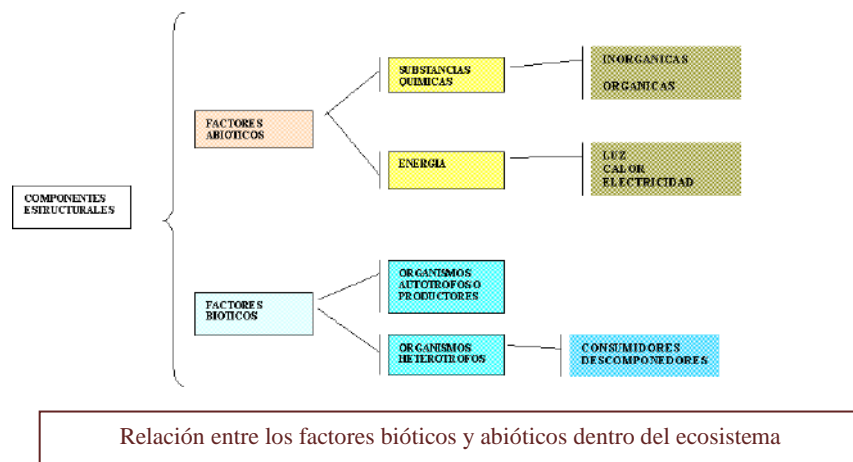 COMPONENTES
ESTRUCTURALES
FACTORES
ABIOTICOS
SUBSTANCIAS
QUIMICAS
INORGANICAS
ORGANICAS
ENERGIA
LUZ
CALOR
ELECTRICIDAD
FACTORES
BIOTICOS
ORGANISMOS
AUTOTROFOS O
PRODUCTORES
ORGANISMOS
HETEROTROFOS
CONSUMIDORES
DESCOMPONEDORES
Relación entre los factores bióticos y abióticos dentro del ecosistema